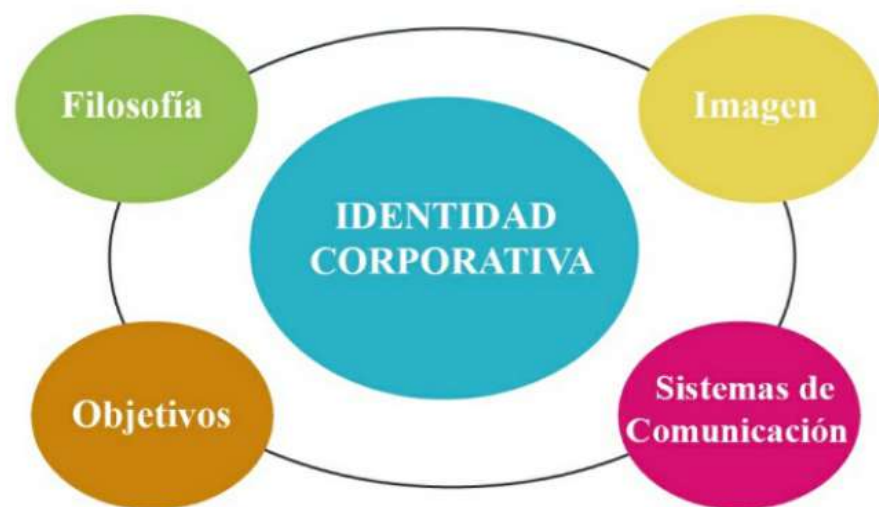 Filosofía
Imagen
IDENTIDAD
CORPORATIVA
Objetivos
Sistemas de
Comunicación